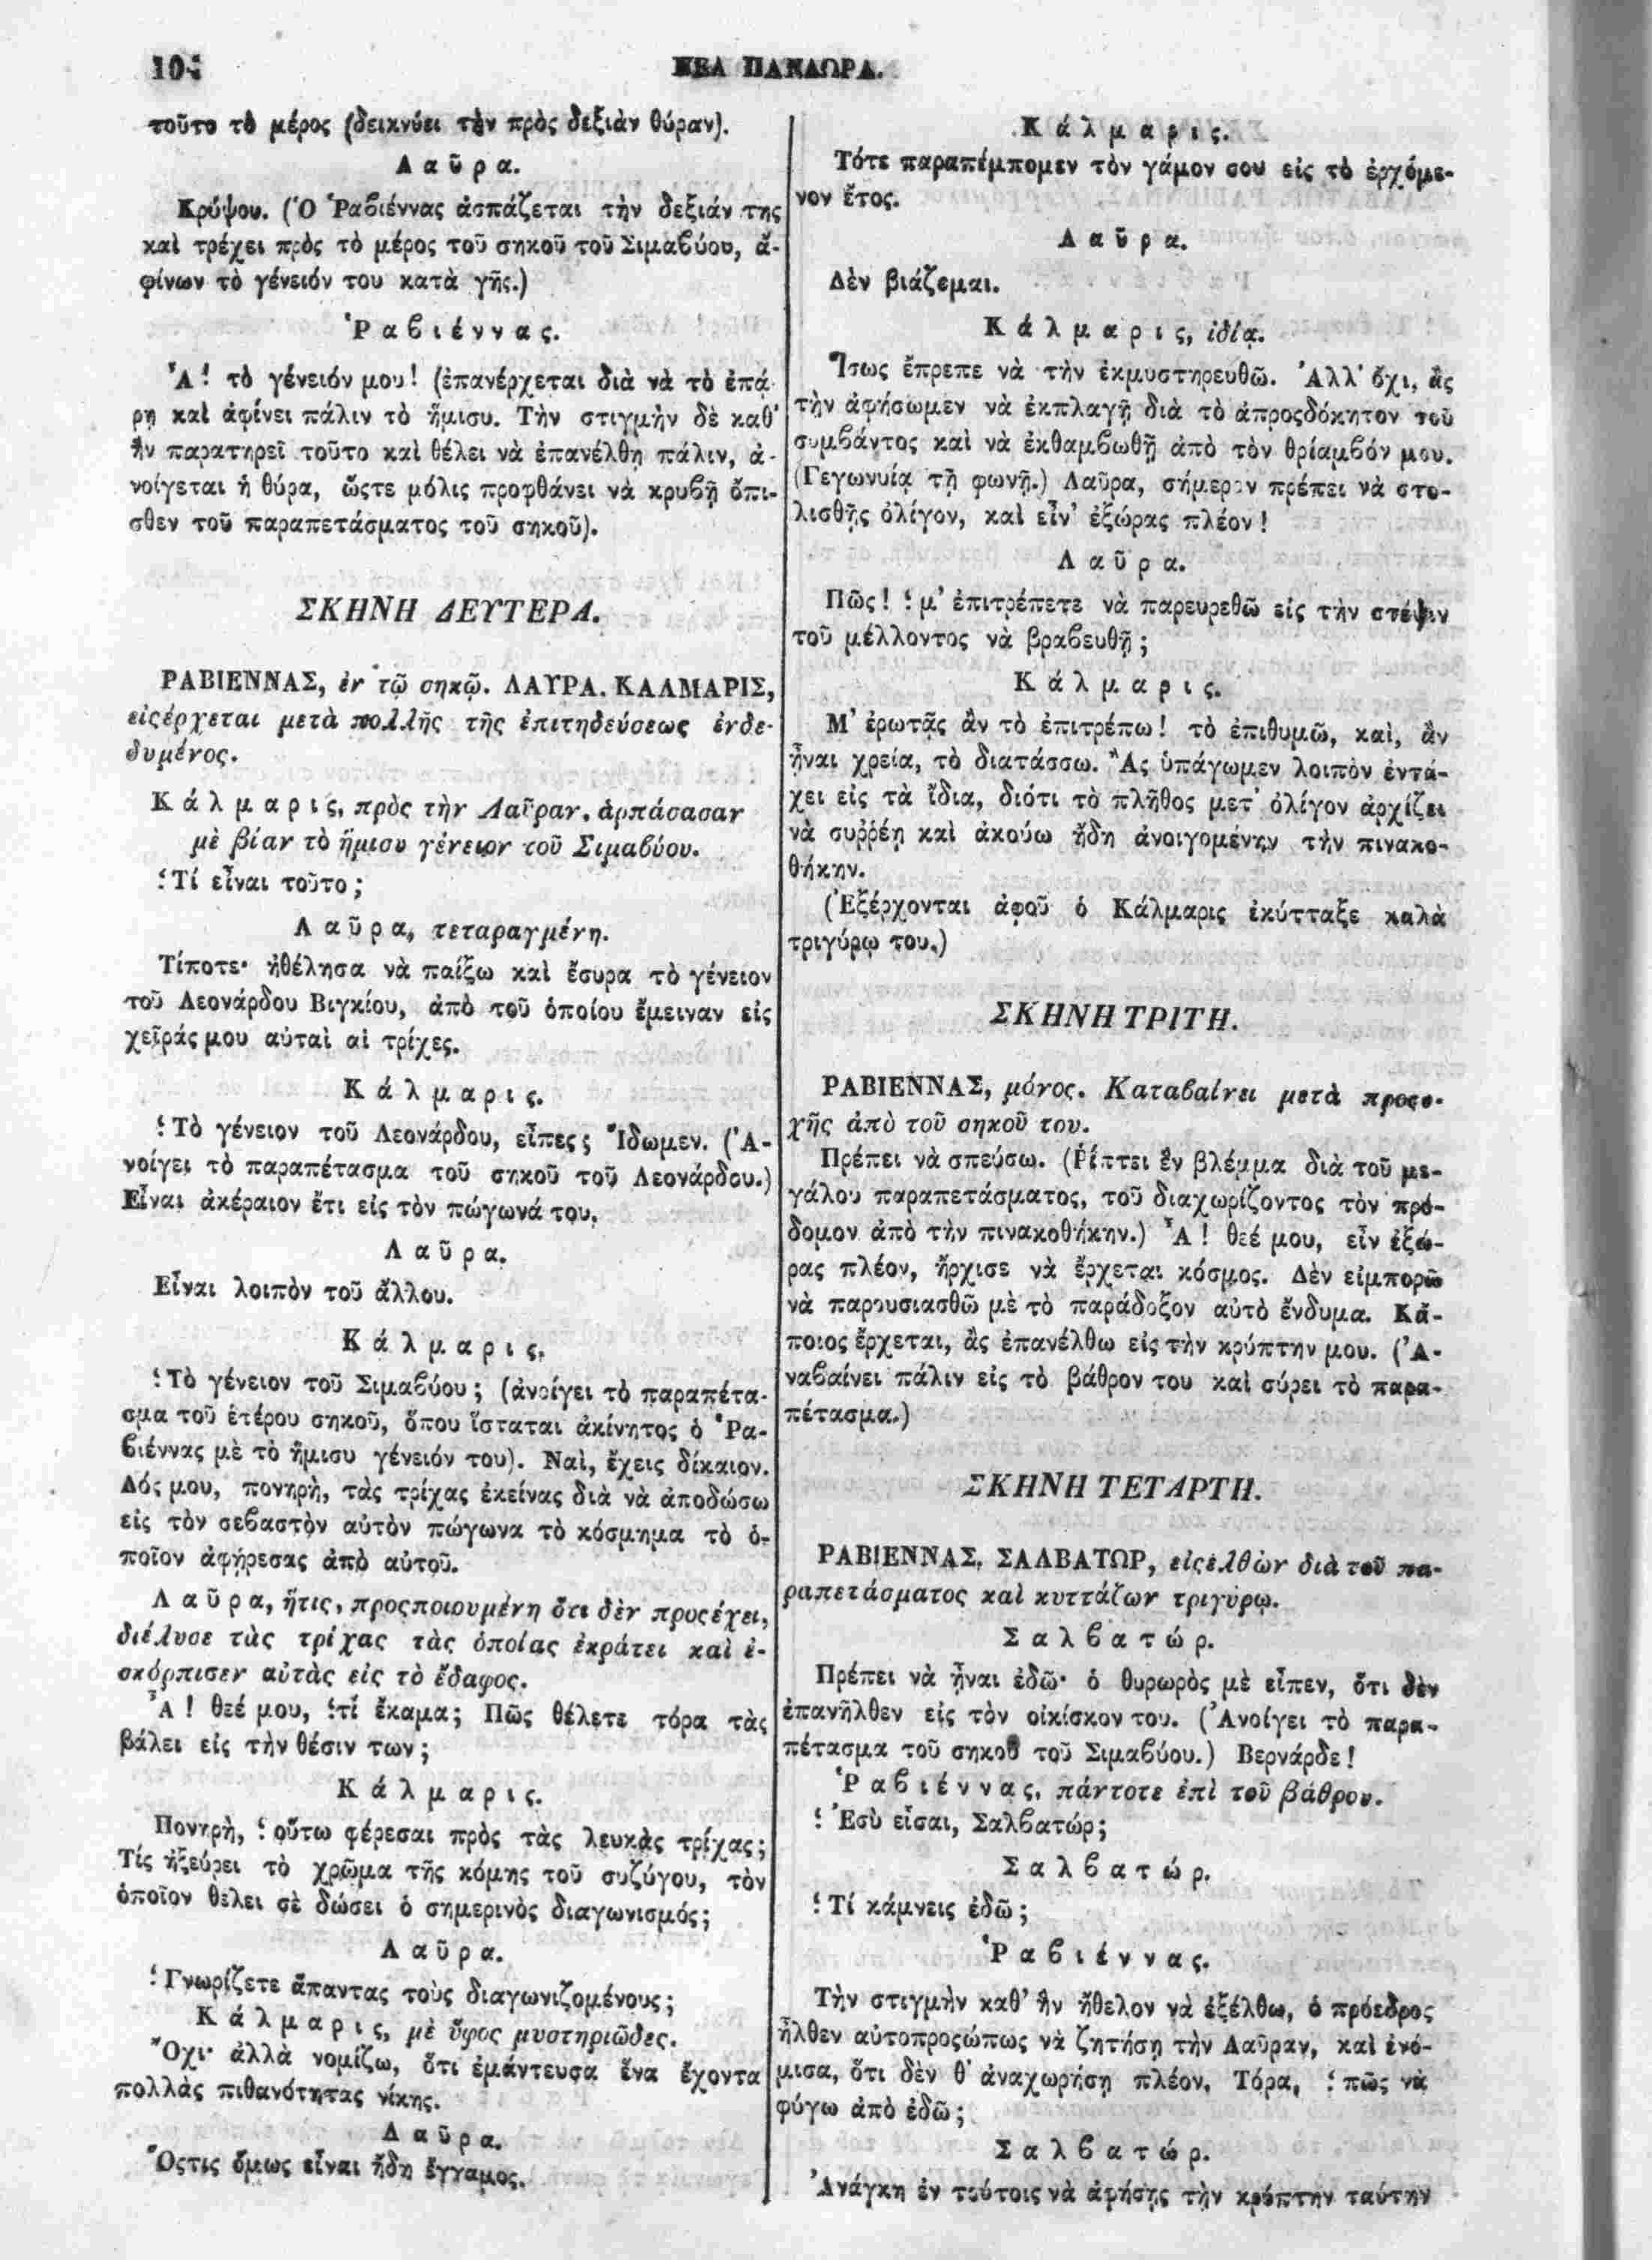 ΝΕΑ ΠΑΝΔΩΡΑ.
τοῦτο τὸ μέρος (δεικνύει τὴν πρὸς δεξιὰν θύραν).
Λαῦρα.
Κρύψου. (Ὁ Ῥαβιέννας ἀσπάζεται τὴν δεξιάν της
καὶ τρέχει πρὸς τὸ μέρος τοῦ σηκοῦ τοῦ Σιμαβύου, ἀ-
φίνων τὸ γένειόν του κατὰ γῆς.)
Ῥαβιέννας.
Ἆ! τὸ γένειόν μου! (ἐπανέρχεται διὰ νὰ τὸ ἐπά-
ρῃ καὶ ἀφίνει πάλιν τὸ ἥμισυ. Τὴν στιγμὴν δὲ καθ'
ἣν παρατηρεῖ τοῦτο καὶ θέλει νὰ ἐπανέλθῃ πάλιν, ἀ-
νοίγεται ἡ θύρα, ὥςτε μόλις προφθάνει νὰ κρυβῇ ὄπι-
σθεν τοῦ παραπετάσματος τοῦ σηκοῦ).
ΣΚΗΝΗ ΔΕΥΤΕΡΑ.
ΡΑΒΙΕΝΝΑΣ, ἐν τῷ σηκῷ. ΛΑΥΡΑ. ΚΑΛΜΑΡΙΣ,
εἰςέρχεται μετὰ πολλῆς τῆς ἐπιτηδεύσεως ἐνδε-
δυμένος.
Κάλμαρις, πρὸς τὴν Λαῦραν, ἁρπάσασαν
μὲ βίαν τὸ ἥμισυ γένειον τοῦ Σιμαβύου.
⸮Τί εἶναι τοῦτο;
Λαῦρα, τεταραγμένη.
Τίποτε· ἠθέλησα νὰ παίξω καὶ ἔσυρα τὸ γένειον
τοῦ Λεονάρδου Βιγκίου, ἀπὸ τοῦ ὁποίου ἔμειναν εἰς
χεῖράς μου αὐταὶ αἱ τρίχες.
Κάλμαρις.
⸮Τὸ γένειον τοῦ Λεονάρδου, εἶπες; Ἴδωμεν. (Ἀ-
νοίγει τὸ παραπέτασμα τοῦ σηκοῦ τοῦ Λεονάρδου.)
Εἶναι ἀκέραιον ἔτι εἰς τὸν πώγωνά του.
Λαῦρα.
Εἶναι λοιπὸν τοῦ ἄλλου.
Κάλμαρις.
⸮Τὸ γένειον τοῦ Σιμαβύου; (ἀνοίγει τὸ παραπέτα-
σμα τοῦ ἑτέρου σηκοῦ, ὅπου ἵσταται ἀκίνητος ὁ Ῥα-
βιέννας μὲ τὸ ἥμισυ γένειόν του). Ναὶ, ἔχεις δίκαιον.
Δός μου, πονηρὴ, τὰς τρίχας ἐκείνας διὰ νὰ ἀποδώσω
εἰς τὸν σεβαστὸν αὐτὸν πώγωνα τὸ κόσμημα τὸ ὁ-
ποῖον ἀφῄρεσας ἀπὸ αὐτοῦ.
Λαῦρα, ἥτις, προςποιουμένη ὅτι δὲν προςέχει,
διέλυσε τὰς τρίχας τὰς ὁποίας ἐκράτει καὶ ἐ-
σκόρπισεν αὐτὰς εἰς τὸ ἔδαφος.
Ἆ! θεέ μου, ⸮τί ἔκαμα; Πῶς θέλετε τόρα τὰς
βάλει εἰς τὴν θέσιν των;
Κάλμαρις.
Πονηρὴ, ⸮οὕτω φέρεσαι πρὸς τὰς λευκὰς τρίχας;
Τίς ἠξεύρει τὸ χρῶμα τῆς κόμης τοῦ συζύγου, τὸν
ὁποῖον θέλει σὲ δώσει ὁ σημερινὸς διαγωνισμός;
Λαῦρα.
⸮Γνωρίζετε ἅπαντας τοὺς διαγωνιζομένους;
Κάλμαρις, μὲ ὕφος μυστηριῶδες.
Ὄχι· ἀλλὰ νομίζω, ὅτι ἐμάντευσα ἕνα ἔχοντα
πολλὰς πιθανότητας νίκης.
Λαῦρα.
Ὅςτις ὅμως εἶναι ἤδη ἔγγαμος.
Κάλμαρις.
Τότε παραπέμπομεν τὸν γάμον σου εἰς τὸ ἐρχόμε-
νον ἔτος.
Λαῦρα.
Δὲν βιάζομαι.
Κάλμαρις, ἰδίᾳ.
Ἴσως ἔπρεπε νὰ τὴν ἐκμυστηρευθῶ. Ἀλλ' ὄχι, ἂς
τὴν ἀφήσωμεν νὰ ἐκπλαγῇ διὰ τὸ ἀπροςδόκητον τοῦ
συμβάντος καὶ νὰ ἐκθαμβωθῇ ἀπὸ τὸν θρίαμβόν μου.
(Γεγωνυίᾳ τῇ φωνῇ.) Λαῦρα, σήμερον πρέπει νὰ στο-
λισθῇς ὀλίγον, καὶ εἶν' ἐξώρας πλέον!
Λαῦρα.
Πῶς! ⸮μ' ἐπιτρέπετε νὰ παρευρεθῶ εἰς τὴν στέψιν
τοῦ μέλλοντος νὰ βραβευθῇ;
Κάλμαρις.
Μ' ἐρωτᾷς ἂν τὸ ἐπιτρέπω! τὸ ἐπιθυμῶ, καὶ, ἂν
ᾖναι χρεία, τὸ διατάσσω. Ἂς ὑπάγωμεν λοιπὸν ἐντά-
χει εἰς τὰ ἴδια, διότι τὸ πλῆθος μετ' ὀλίγον ἀρχίζει
νὰ συῤῥέῃ καὶ ἀκούω ἤδη ἀνοιγομένην τὴν πινακο-
θήκην.
(Ἐξέρχονται ἀφοῦ ὁ Κάλμαρις ἐκύτταξε καλὰ
τριγύρῳ του.)
ΣΚΗΝΗ ΤΡΙΤΗ.
ΡΑΒΙΕΝΝΑΣ, μόνος. Καταβαίνει μετὰ προσο-
χῆς ἀπὸ τοῦ σηκοῦ του.
Πρέπει νὰ σπεύσω. (Ῥίπτει ἓν βλέμμα διὰ τοῦ με-
γάλου παραπετάσματος, τοῦ διαχωρίζοντος τὸν πρό-
δομον ἀπὸ τὴν πινακοθήκην.) Ἆ! θεέ μου, εἶν ἐξώ-
ρας πλέον, ἤρχισε νὰ ἔρχεται κόσμος. Δὲν εἰμπορῶ
νὰ παρουσιασθῶ μὲ τὸ παράδοξον αὐτὸ ἔνδυμα. Κά-
ποιος ἔρχεται, ἂς ἐπανέλθω εἰς τὴν κρύπτην μου. (Ἀ-
ναβαίνει πάλιν εἰς τὸ βάθρον του καὶ σύρει τὸ παρα-
πέτασμα.)
ΣΚΗΝΗ ΤΕΤΑΡΤΗ.
ΡΑΒΙΕΝΝΑΣ, ΣΑΛΒΑΤΩΡ, εἰςελθὼν διὰ τοῦ πα-
ραπετάσματος καὶ κυττάζων τριγύρῳ.
Σαλβατώρ.
Πρέπει νὰ ᾖναι ἐδῶ· ὁ θυρωρὸς μὲ εἶπεν, ὅτι δὲν
ἐπανῆλθεν εἰς τὸν οἰκίσκον του. (Ἀνοίγει τὸ παρα-
πέτασμα τοῦ σηκοῦ τοῦ Σιμαβύου.) Βερνάρδε!
Ῥαβιέννας, πάντοτε ἐπὶ τοῦ βάθρου.
⸮Ἐσὺ εἶσαι, Σαλβατώρ;
Σαλβατώρ.
⸮Τί κάμνεις ἐδῶ;
Ῥαβιέννας.
Τὴν στιγμὴν καθ' ἣν ἤθελον νὰ ἐξέλθω, ὁ πρόεδρος
ἦλθεν αὐτοπροςώπως νὰ ζητήσῃ τὴν Λαῦραν, καὶ ἐνό-
μισα, ὅτι δὲν θ' ἀναχωρήσῃ πλέον. Τόρα, ⸮πῶς νὰ
φύγω ἀπὸ ἐδῶ;
Σαλβατώρ.
Ἀνάγκη ἐν τούτοις νὰ ἀφήσῃς τὴν κρύπτην ταύτην